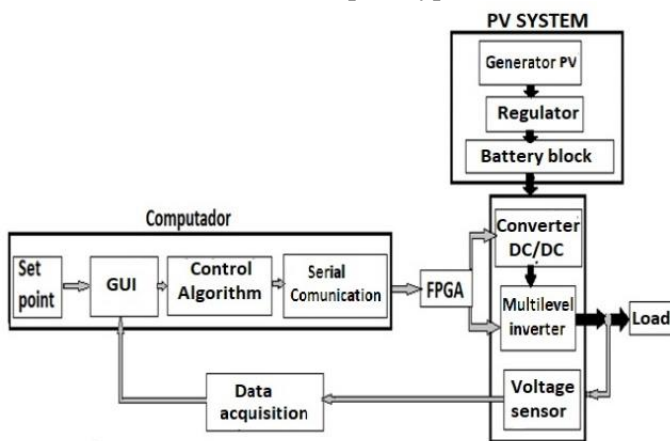 PV SYSTEM
Generator PV
Regulator
Battery block
Computador
Set
point
GUI
Control
Algorithm
Serial
Comunication
FPGA
Converter
DC/DC
Multilevel
inverter
Load
Voltage
sensor
Data
acquisition